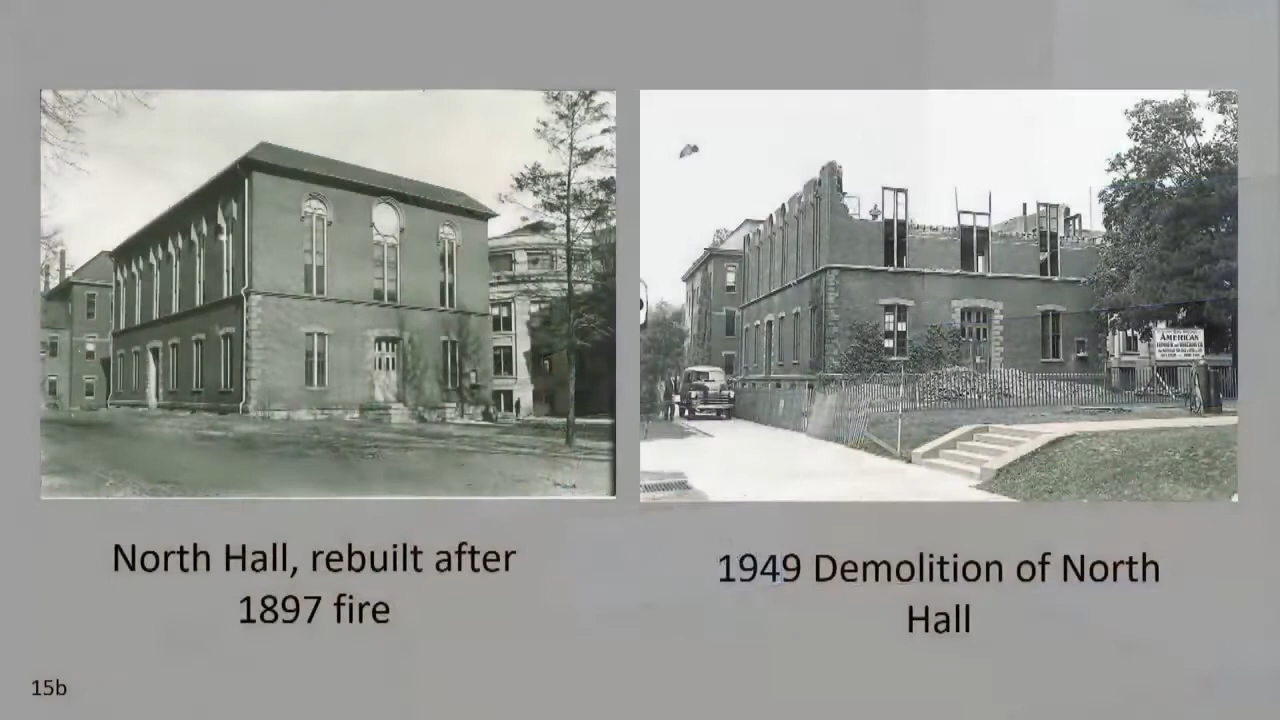 AMERICAN
North Hall, rebuilt after
1897 fire
1949 Demolition of North
Hall
15b